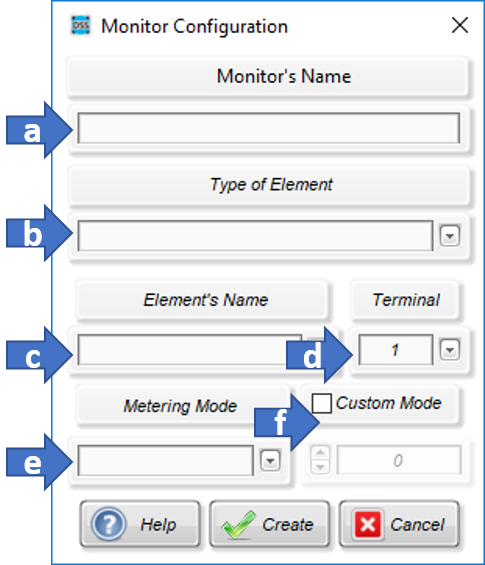 DSS Monitor Configuration
Monitor's Name
a
Type of Element
b
Element's Name Terminal
c d 1
Metering Mode Custom Mode
f
e 0
? Help Create Cancel